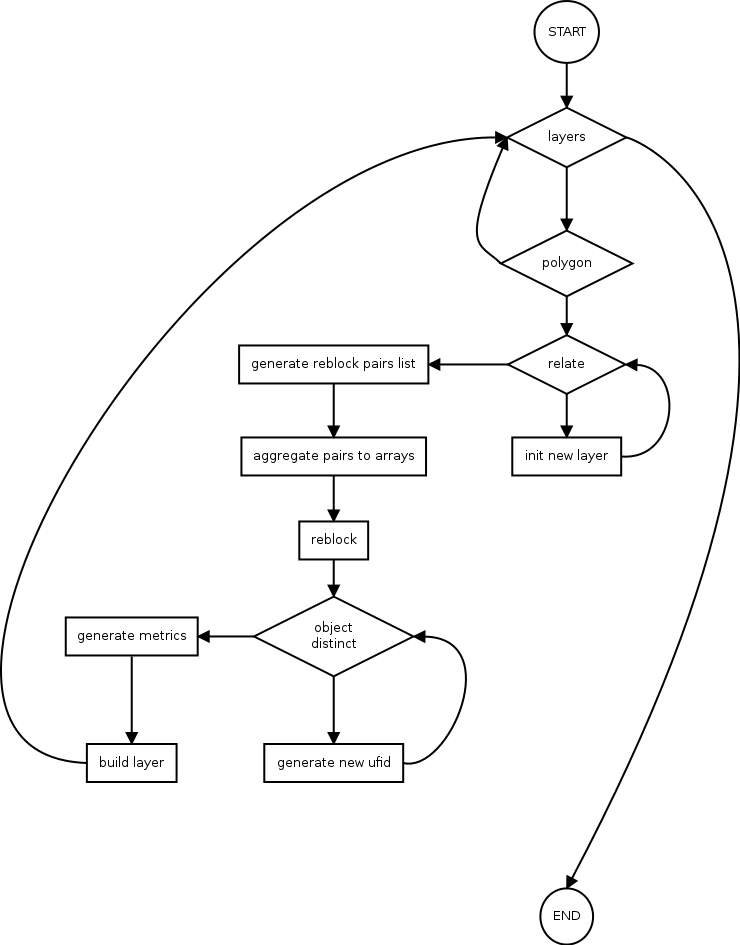 START
layers
polygon
relate
generate reblock pairs list
init new layer
aggregate pairs to arrays
reblock
object
distinct
generate metrics
generate new ufid
build layer
END